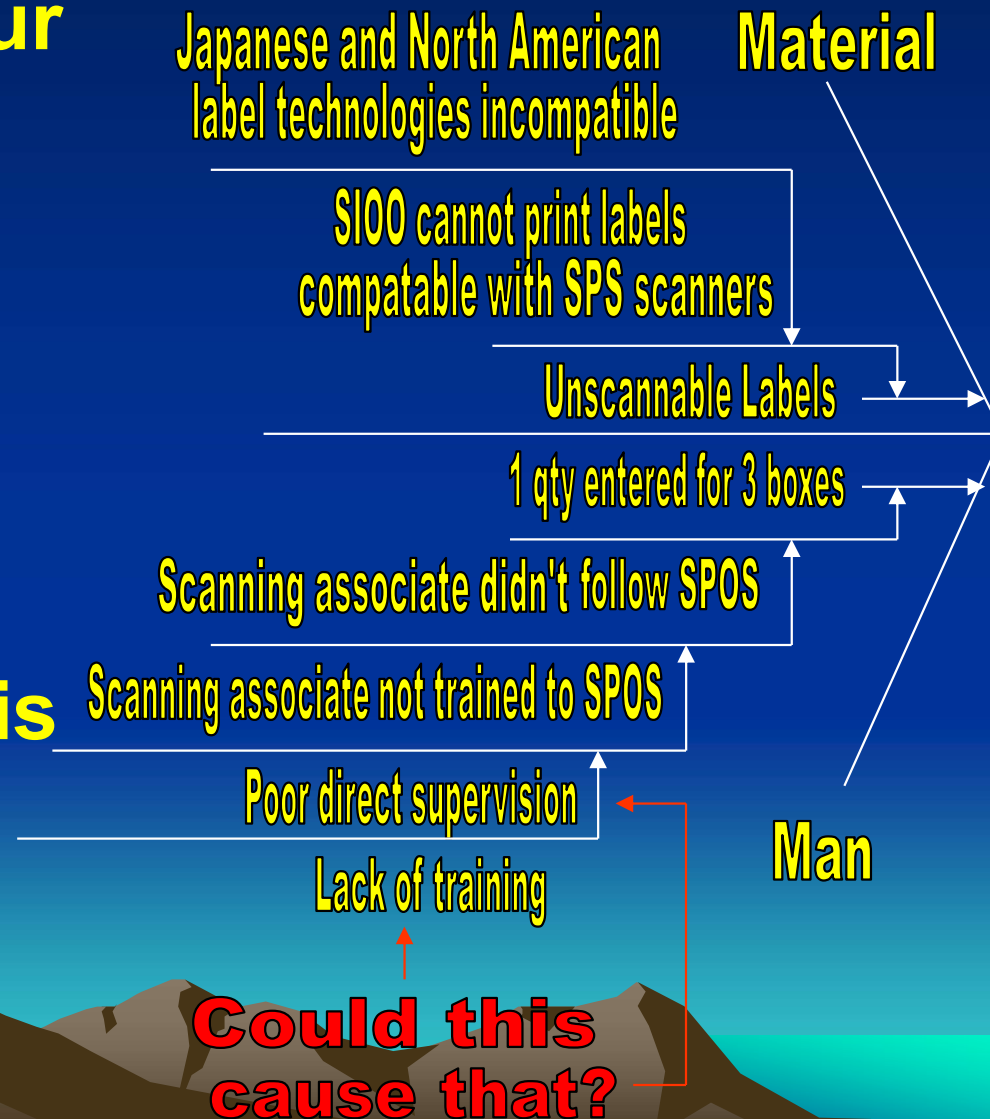 ur
Japanese and North American
label technologies incompatible
Material
SIOO cannot print labels
compatable with SPS scanners
Unscannable Labels
1 qty entered for 3 boxes
Scanning associate didn't follow SPOS
Scanning associate not trained to SPOS
is
Poor direct supervision
Man
Lack of training
Could this
cause that?